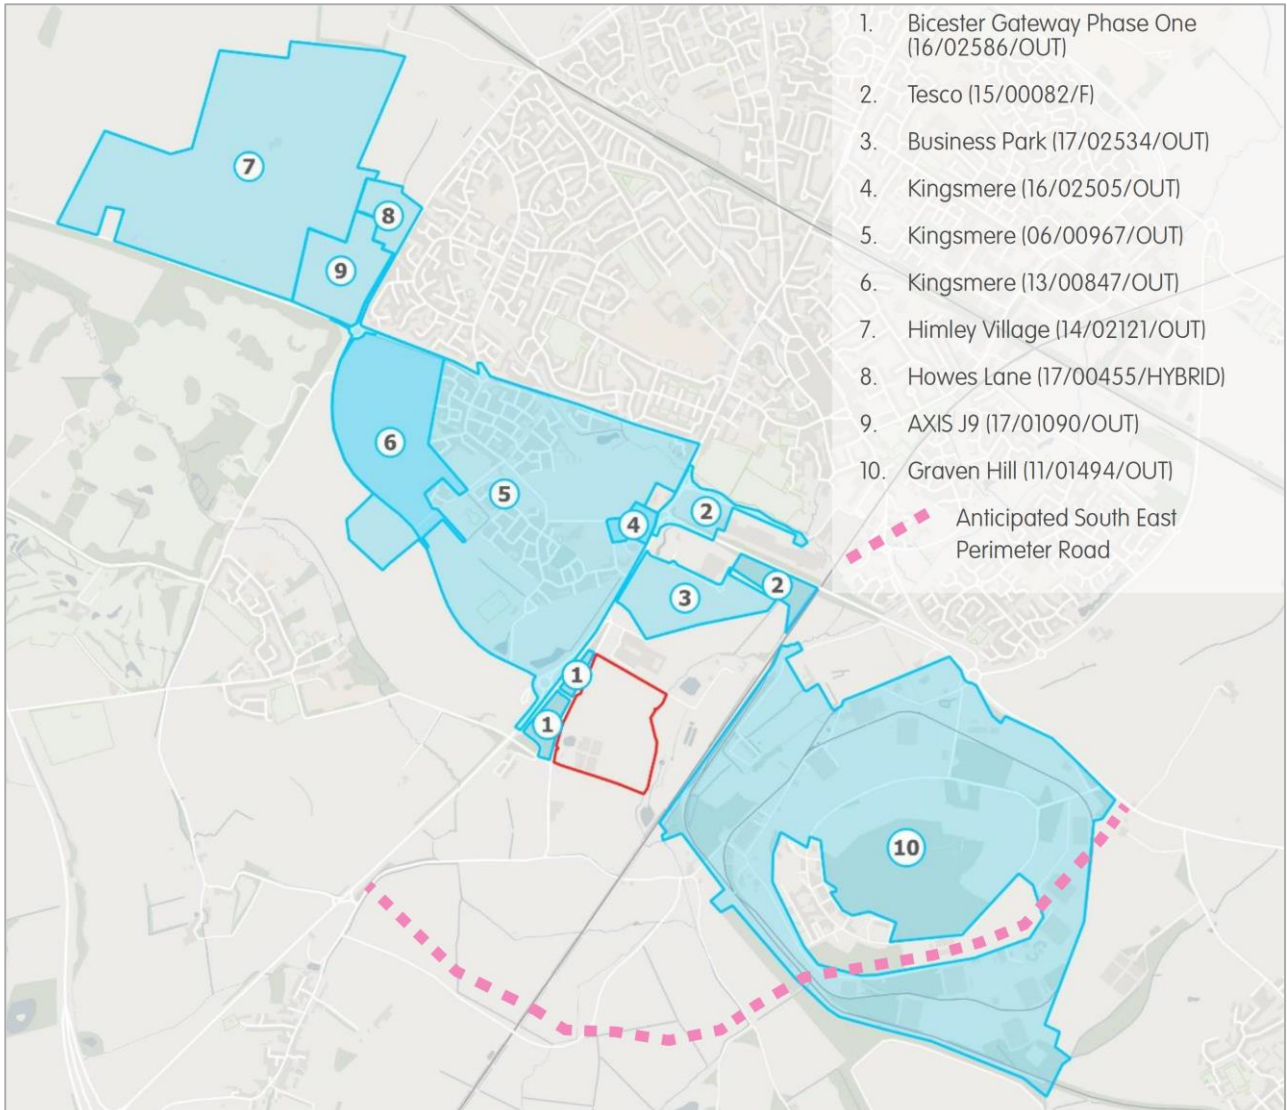 1. Bicester Gateway Phase One
(16/02586/OUT)
2. Tesco (15/00082/F)
3. Business Park (17/02534/OUT)
4. Kingsmere (16/02505/OUT)
5. Kingsmere (06/00967/OUT)
6. Kingsmere (13/00847/OUT)
7. Himley Village (14/02121/OUT)
8. Howes Lane (17/00455/HYBRID)
9. AXIS J9 (17/01090/OUT)
10. Graven Hill (11/01494/OUT)
Anticipated South East
Perimeter Road
7
8
9
6
5
4
2
3
2
1
1
10